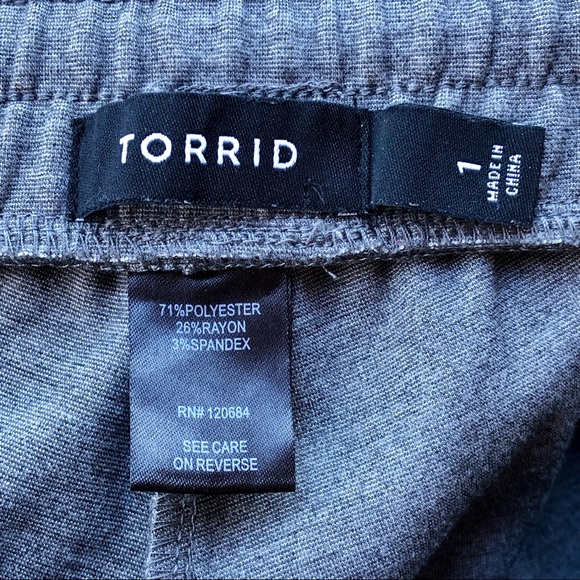 TORRID
1
MADE IN
CHINA
71%POLYESTER
26%RAYON
3%SPANDEX
RN# 120684
SEE CARE
ON REVERSE